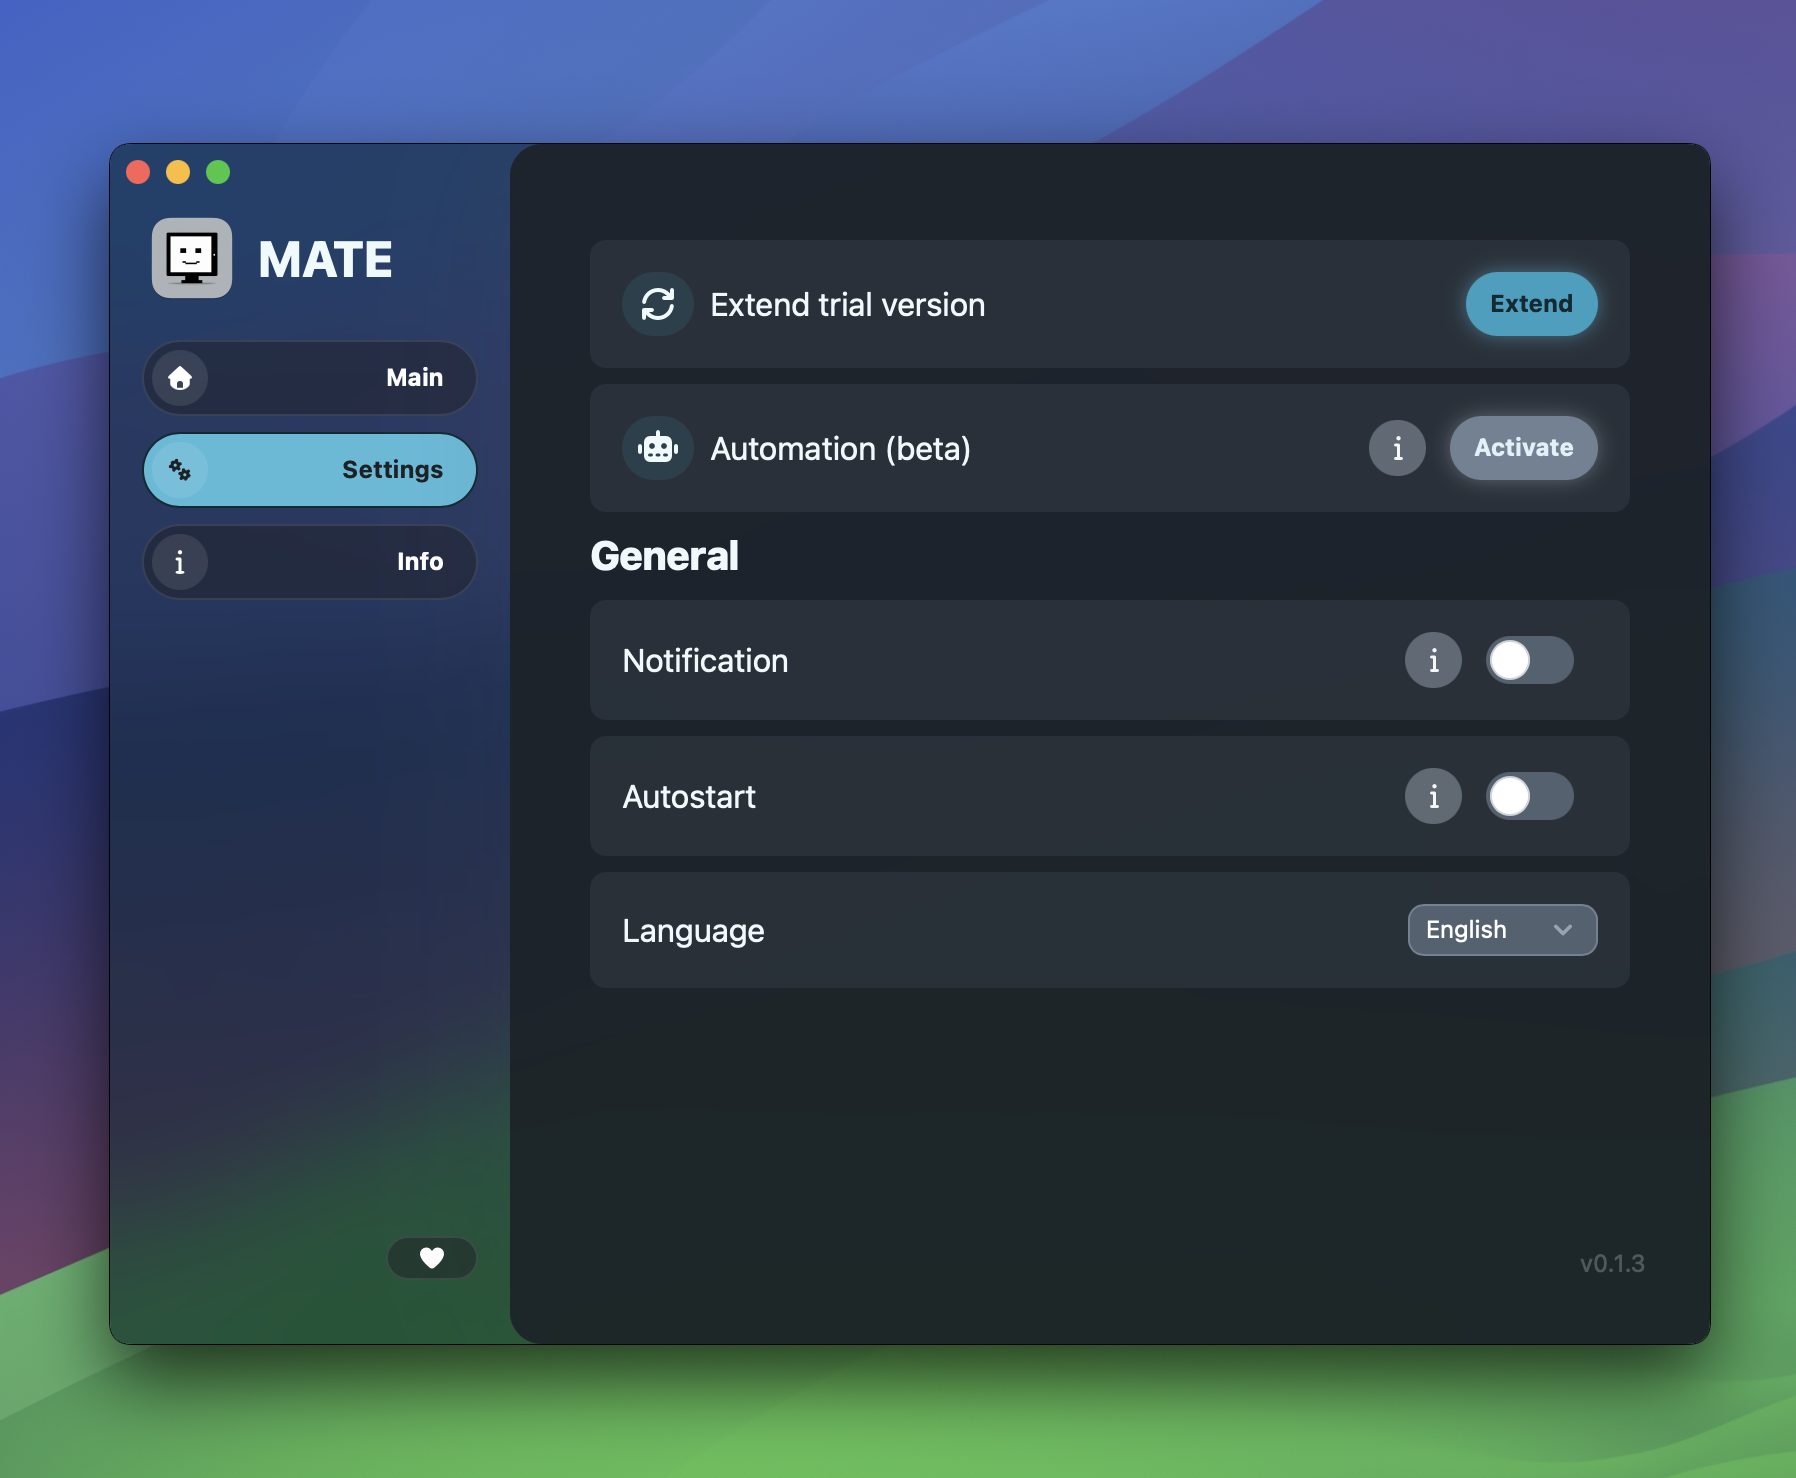 MATE
Main
Settings
Info
Extend trial version
Extend
Automation (beta)
Activate
General
Notification
Autostart
Language
English
v0.1.3